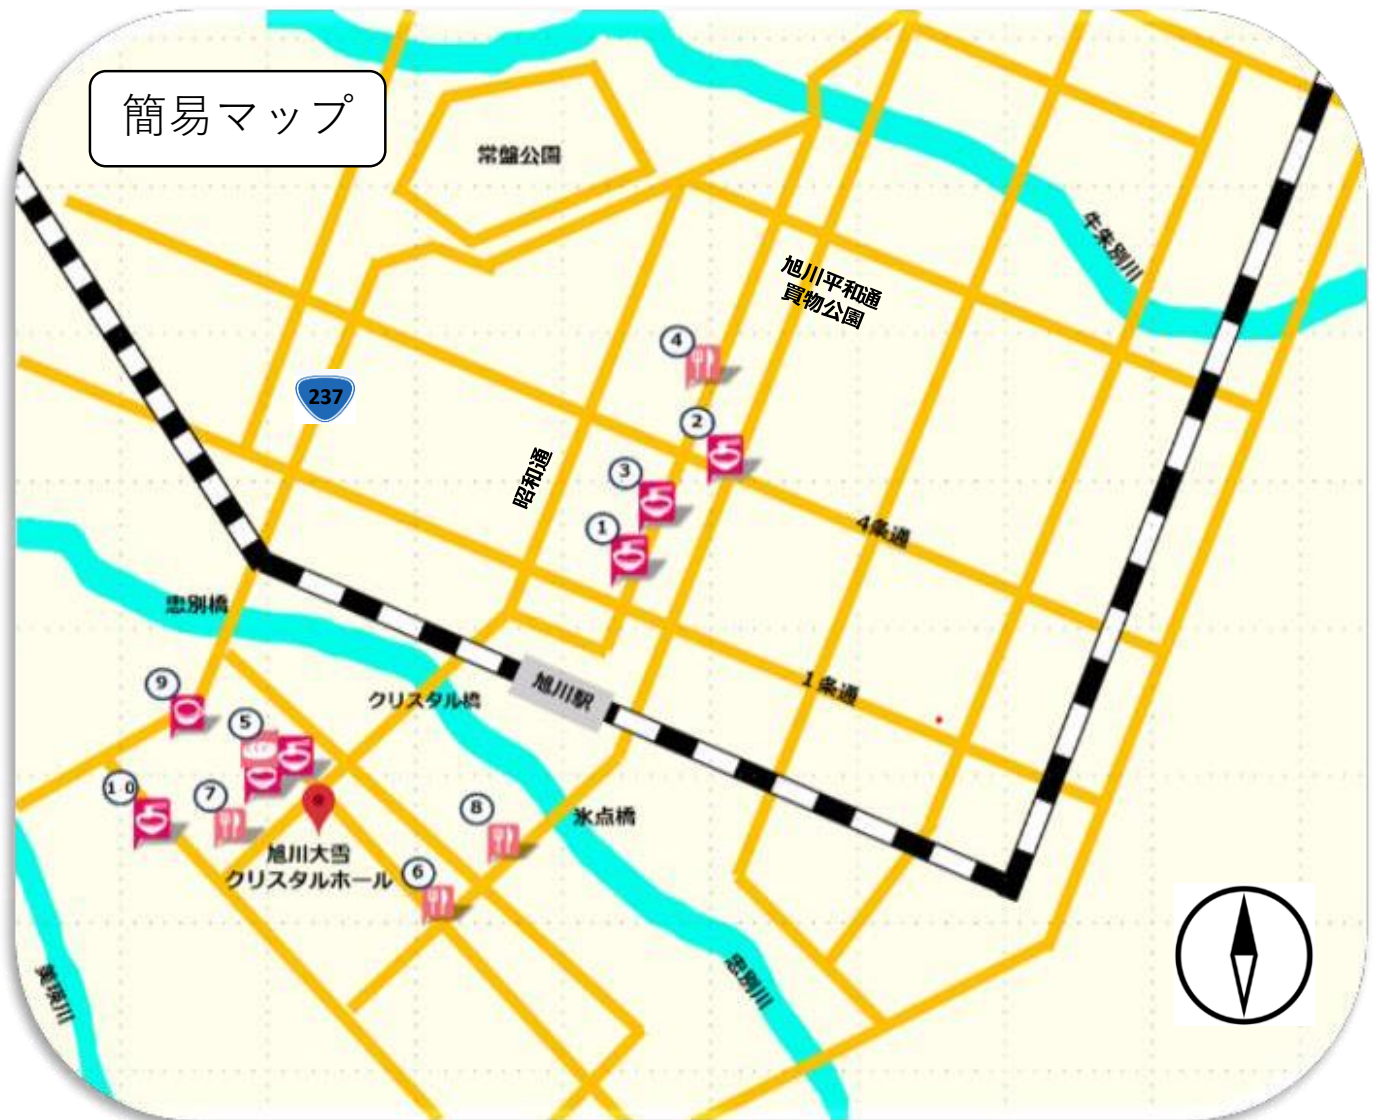 簡易マップ
常盤公園
牛朱別川
旭川平和通
買物公園
4
237
2
3
昭和通
1
4条通
忠別橋
9
旭川駅
1条通
クリスタル橋
5
10
7
8
氷点橋
旭川大雪
クリスタルホール
6
忠別川
美瑛川